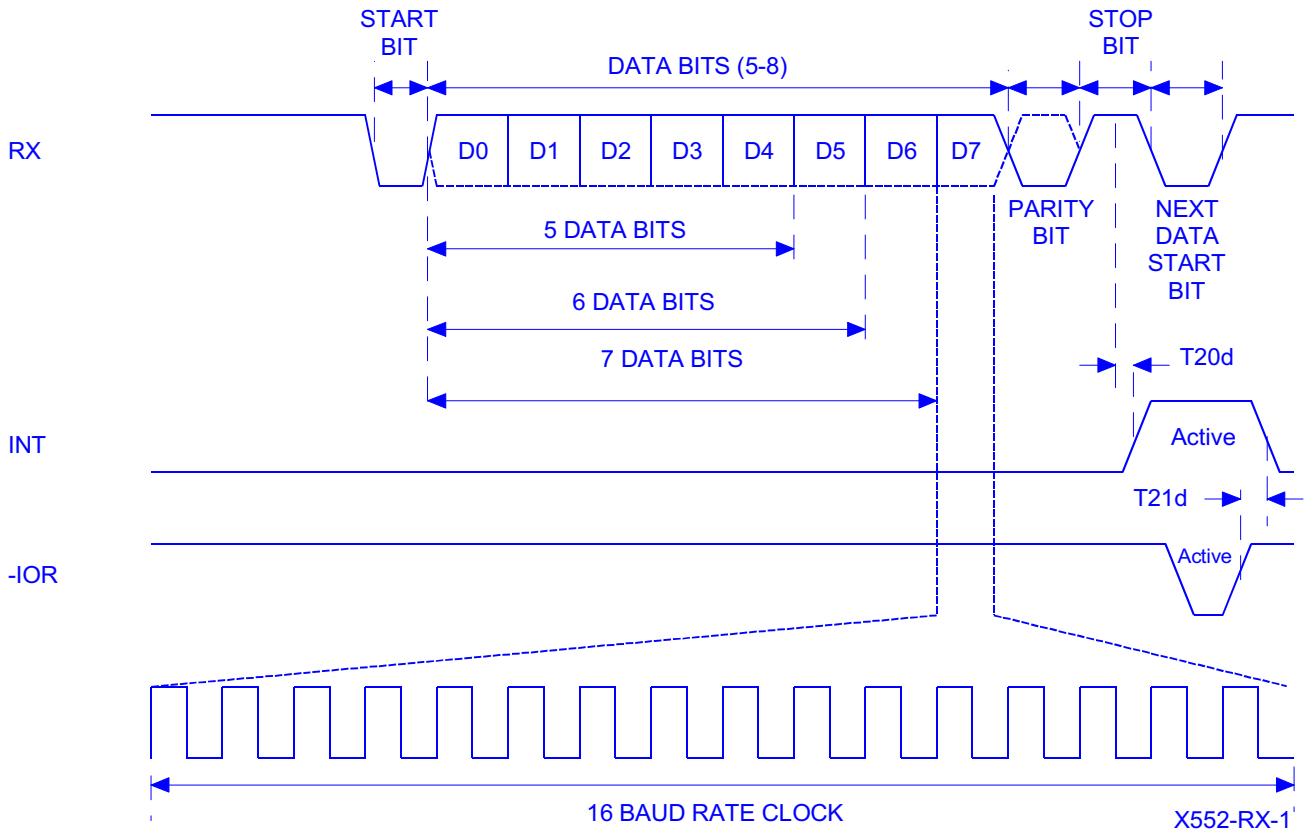 START
BIT
STOP
BIT
DATA BITS (5-8)
RX
D0 D1 D2 D3 D4 D5 D6 D7
PARITY
BIT
NEXT
DATA
START
BIT
5 DATA BITS
6 DATA BITS
7 DATA BITS
T20d
INT
Active
T21d
-IOR
Active
16 BAUD RATE CLOCK
X552-RX-1